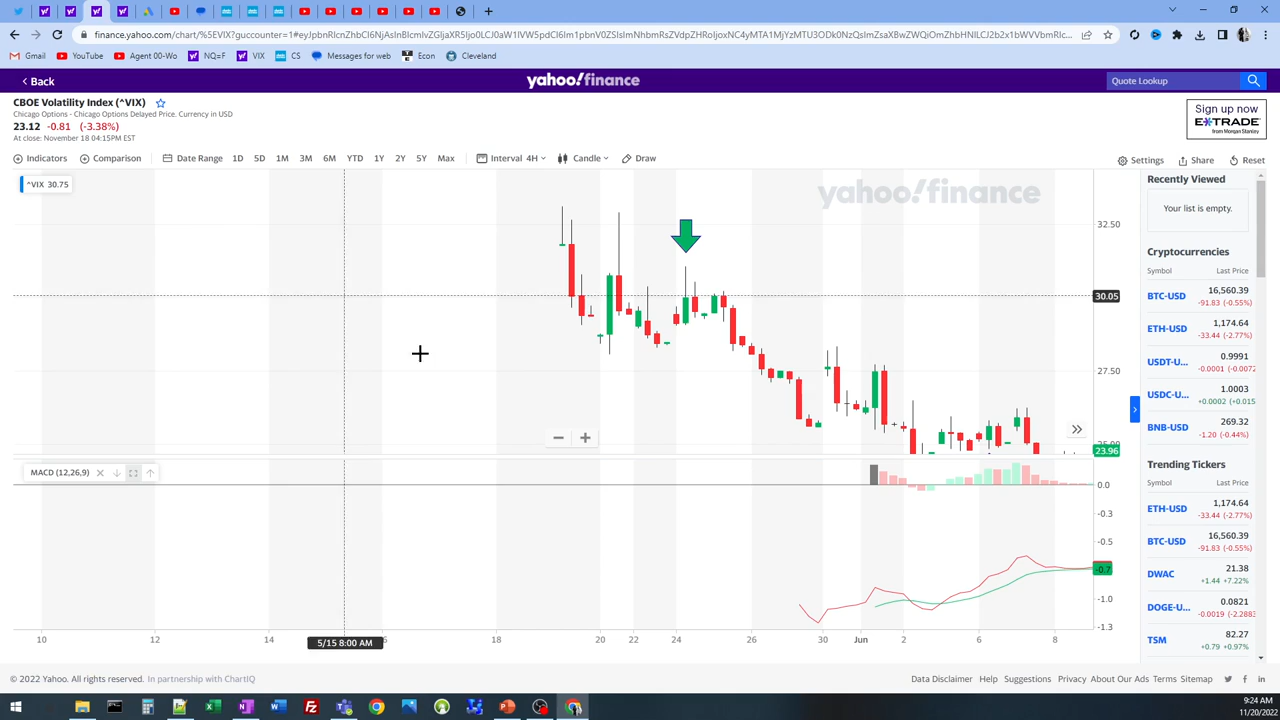 finance.yahoo.com/chart/%5EVIX?guccounter=1#
Gmail YouTube Agent 00-Wo NQ=F VIX CS Messages for web Econ Cleveland
Back
yahoo!finance
Quote Lookup
CBOE Volatility Index (^VIX)
Chicago Options - Chicago Options Delayed Price. Currency in USD
23.12 -0.81 (-3.38%)
At close: November 18 04:15PM EST
Sign up now
E*TRADE
from Morgan Stanley
Indicators Comparison Date Range 1D 5D 1M 3M 6M YTD 1Y 2Y 5Y Max Interval 4H Candle Draw Settings Share Reset
^VIX 30.75
yahoo!finance
32.50
30.05
27.50
25.00
23.96
MACD (12,26,9)
0.0
-0.3
-0.5
-0.7
-1.0
-1.3
10 12 14 5/15 8:00 AM 18 20 22 24 26 30 Jun 2 6 8
Recently Viewed
Your list is empty.
Cryptocurrencies
Symbol Last Price
BTC-USD 16,560.39
-91.83 (-0.55%)
ETH-USD 1,174.64
-33.44 (-2.77%)
USDT-U... 0.9991
-0.0001 (-0.0072
USDC-U... 1.0003
+0.0002 (+0.015
BNB-USD 269.32
-1.20 (-0.44%)
Trending Tickers
Symbol Last Price
ETH-USD 1,174.64
-33.44 (-2.77%)
BTC-USD 16,560.39
-91.83 (-0.55%)
DWAC 21.38
+1.44 +7.22%
DOGE-U... 0.0821
-0.0019 (-2.2883
TSM 82.27
+0.79 +0.97%
© 2022 Yahoo. All rights reserved. In partnership with ChartIQ
Data Disclaimer Help Suggestions Privacy About Our Ads Terms Sitemap
9:24 AM
11/20/2022